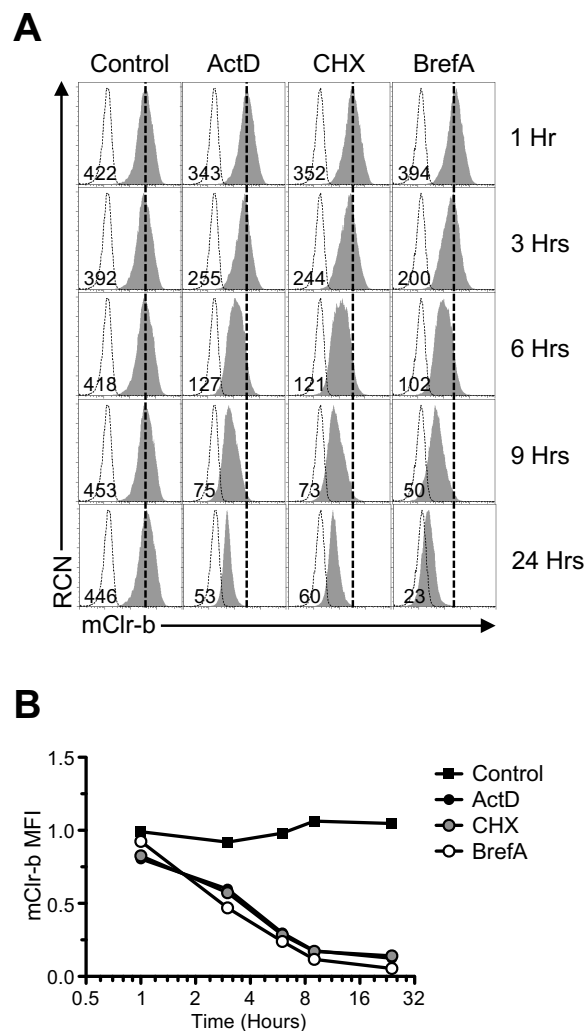 A
Control ActD CHX BrefA
422 343 352 394 1 Hr
392 255 244 200 3 Hrs
418 127 121 102 6 Hrs
453 75 73 50 9 Hrs
446 53 60 23 24 Hrs
RCN
mClr-b
B
1.5
1.0
0.5
0.0
mClr-b MFI
0.5 1 2 4 8 16 32
Time (Hours)
Control
ActD
CHX
BrefA